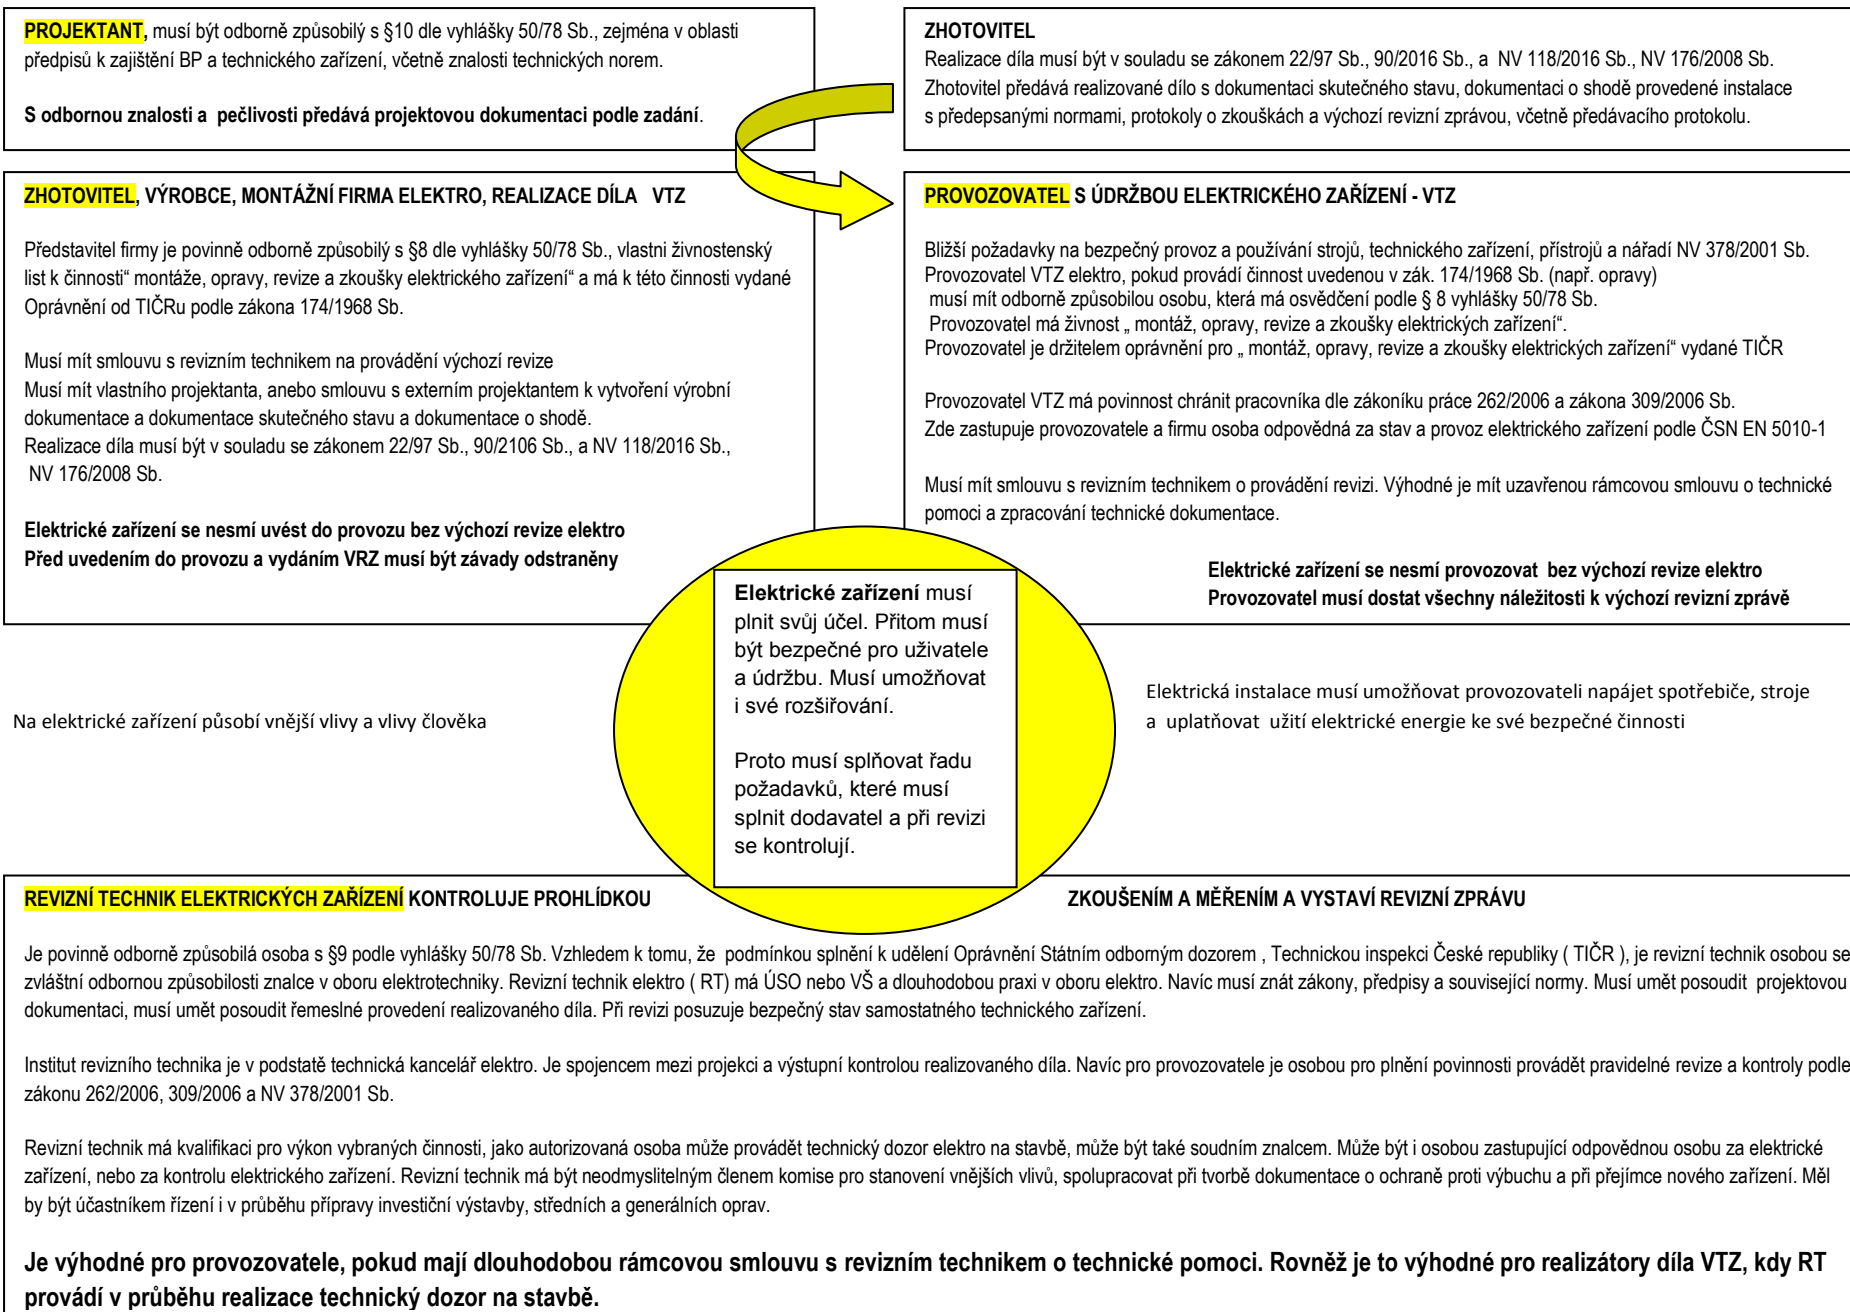 PROJEKTANT, musí být odborně způsobilý s §10 dle vyhlášky 50/78 Sb., zejména v oblasti
předpisů k zajištění BP a technického zařízení, včetně znalosti technických norem.
S odbornou znalosti a pečlivosti předává projektovou dokumentaci podle zadání.
ZHOTOVITEL
Realizace díla musí být v souladu se zákonem 22/97 Sb., 90/2016 Sb., a NV 118/2016 Sb., NV 176/2008 Sb.
Zhotovitel předává realizované dílo s dokumentaci skutečného stavu, dokumentaci o shodě provedené instalace
s předepsanými normami, protokoly o zkouškách a výchozí revizní zprávou, včetně předávacího protokolu.
ZHOTOVITEL, VÝROBCE, MONTÁŽNÍ FIRMA ELEKTRO, REALIZACE DÍLA VTZ
Představitel firmy je povinně odborně způsobilý s §8 dle vyhlášky 50/78 Sb., vlastni živnostenský
list k činnosti“ montáže, opravy, revize a zkoušky elektrického zařízení“ a má k této činnosti vydané
Oprávnění od TIČRu podle zákona 174/1968 Sb.
Musí mít smlouvu s revizním technikem na provádění výchozí revize
Musí mít vlastního projektanta, anebo smlouvu s externím projektantem k vytvoření výrobní
dokumentace a dokumentace skutečného stavu a dokumentace o shodě.
Realizace díla musí být v souladu se zákonem 22/97 Sb., 90/2106 Sb., a NV 118/2016 Sb.,
NV 176/2008 Sb.
Elektrické zařízení se nesmí uvést do provozu bez výchozí revize elektro
Před uvedením do provozu a vydáním VRZ musí být závady odstraněny
PROVOZOVATEL S ÚDRŽBOU ELEKTRICKÉHO ZAŘÍZENÍ - VTZ
Bližší požadavky na bezpečný provoz a používání strojů, technického zařízení, přístrojů a nářadí NV 378/2001 Sb.
Provozovatel VTZ elektro, pokud provádí činnost uvedenou v zák. 174/1968 Sb. (např. opravy)
musí mít odborně způsobilou osobu, která má osvědčení podle § 8 vyhlášky 50/78 Sb.
Provozovatel má živnost „ montáž, opravy, revize a zkoušky elektrických zařízení“.
Provozovatel je držitelem oprávnění pro „ montáž, opravy, revize a zkoušky elektrických zařízení“ vydané TIČR
Provozovatel VTZ má povinnost chránit pracovníka dle zákoníku práce 262/2006 a zákona 309/2006 Sb.
Zde zastupuje provozovatele a firmu osoba odpovědná za stav a provoz elektrického zařízení podle ČSN EN 5010-1
Musí mít smlouvu s revizním technikem o provádění revizi. Výhodné je mít uzavřenou rámcovou smlouvu o technické
pomoci a zpracování technické dokumentace.
Elektrické zařízení se nesmí provozovat bez výchozí revize elektro
Provozovatel musí dostat všechny náležitosti k výchozí revizní zprávě
Elektrické zařízení musí
plnit svůj účel. Přitom musí
být bezpečné pro uživatele
a údržbu. Musí umožňovat
i své rozšiřování.
Proto musí splňovat řadu
požadavků, které musí
splnit dodavatel a při revizi
se kontrolují.
Na elektrické zařízení působí vnější vlivy a vlivy člověka
Elektrická instalace musí umožňovat provozovateli napájet spotřebiče, stroje
a uplatňovat užití elektrické energie ke své bezpečné činnosti
REVIZNÍ TECHNIK ELEKTRICKÝCH ZAŘÍZENÍ KONTROLUJE PROHLÍDKOU ZKOUŠENÍM A MĚŘENÍM A VYSTAVÍ REVIZNÍ ZPRÁVU
Je povinně odborně způsobilá osoba s §9 podle vyhlášky 50/78 Sb. Vzhledem k tomu, že podmínkou splnění k udělení Oprávnění Státním odborným dozorem , Technickou inspekci České republiky ( TIČR ), je revizní technik osobou se
zvláštní odbornou způsobilosti znalce v oboru elektrotechniky. Revizní technik elektro ( RT) má ÚSO nebo VŠ a dlouhodobou praxi v oboru elektro. Navíc musí znát zákony, předpisy a související normy. Musí umět posoudit projektovou
dokumentaci, musí umět posoudit řemeslné provedení realizovaného díla. Při revizi posuzuje bezpečný stav samostatného technického zařízení.
Institut revizního technika je v podstatě technická kancelář elektro. Je spojencem mezi projekci a výstupní kontrolou realizovaného díla. Navíc pro provozovatele je osobou pro plnění povinnosti provádět pravidelné revize a kontroly podle
zákonu 262/2006, 309/2006 a NV 378/2001 Sb.
Revizní technik má kvalifikaci pro výkon vybraných činnosti, jako autorizovaná osoba může provádět technický dozor elektro na stavbě, může být také soudním znalcem. Může být i osobou zastupující odpovědnou osobu za elektrické
zařízení, nebo za kontrolu elektrického zařízení. Revizní technik má být neodmyslitelným členem komise pro stanovení vnějších vlivů, spolupracovat při tvorbě dokumentace o ochraně proti výbuchu a při přejímce nového zařízení. Měl
by být účastníkem řízení i v průběhu přípravy investiční výstavby, středních a generálních oprav.
Je výhodné pro provozovatele, pokud mají dlouhodobou rámcovou smlouvu s revizním technikem o technické pomoci. Rovněž je to výhodné pro realizátory díla VTZ, kdy RT
provádí v průběhu realizace technický dozor na stavbě.